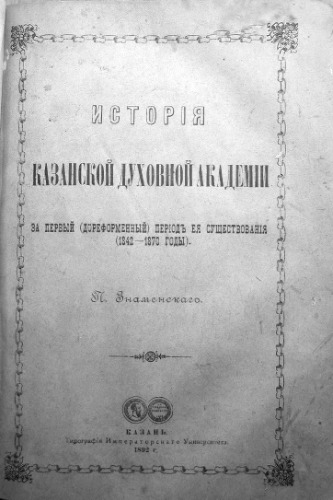 ИСТОРІЯ
КАЗАНСКОЙ ДУХОВНОЙ АКАДЕМІИ
ЗА ПЕРВЫЙ (ДОРЕФОРМЕННЫЙ) ПЕРІОДЪ ЕЯ СУЩЕСТВОВАНІЯ
(1842—1870 ГОДЫ).
П. Знаменскаго.
КАЗАНЬ.
Типографія Императорскаго Университета.
1892 г.